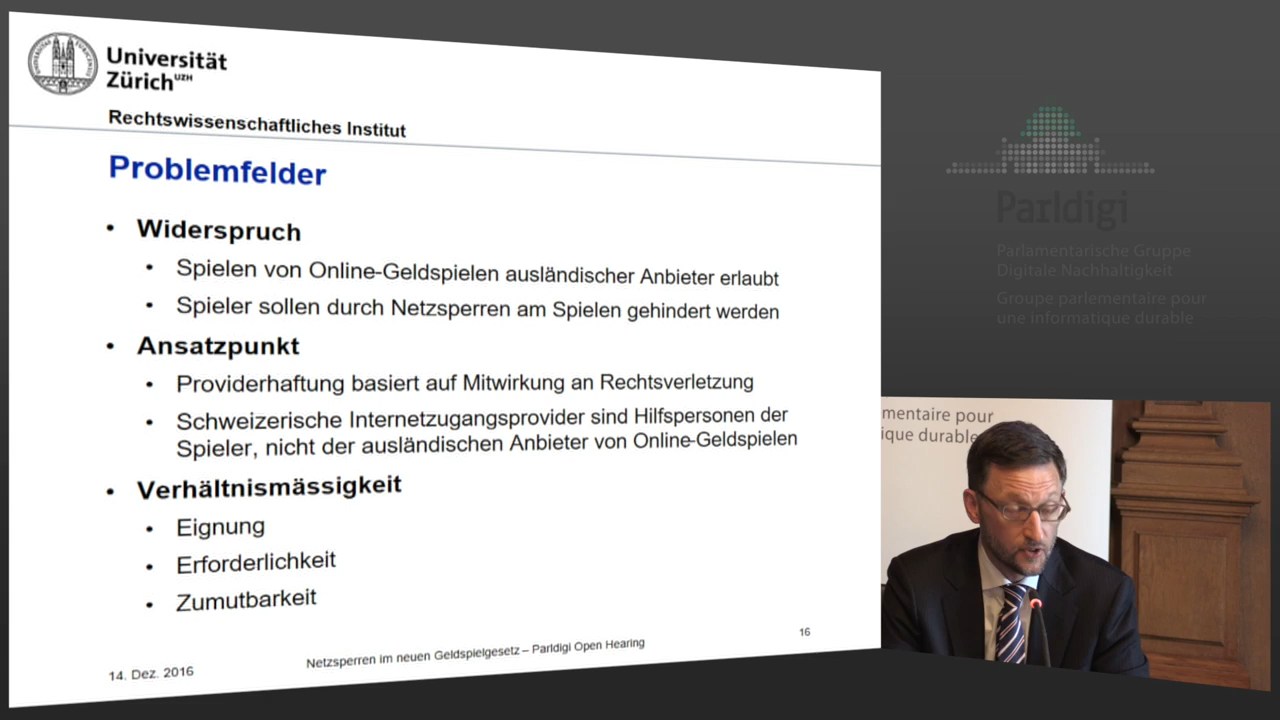 Universität
Zürich UZH
Rechtswissenschaftliches Institut
Problemfelder
• Widerspruch
• Spielen von Online-Geldspielen ausländischer Anbieter erlaubt
• Spieler sollen durch Netzsperren am Spielen gehindert werden
• Ansatzpunkt
• Providerhaftung basiert auf Mitwirkung an Rechtsverletzung
• Schweizerische Internetzugangsprovider sind Hilfspersonen der
Spieler, nicht der ausländischen Anbieter von Online-Geldspielen
• Verhältnismässigkeit
• Eignung
• Erforderlichkeit
• Zumutbarkeit
14. Dez. 2016
Netzsperren im neuen Geldspielgesetz – Parldigi Open Hearing
16
Parldigi
Parlamentarische Gruppe
Digitale Nachhaltigkeit
Groupe parlementaire pour
une informatique durable
mentaire pour
ique durable